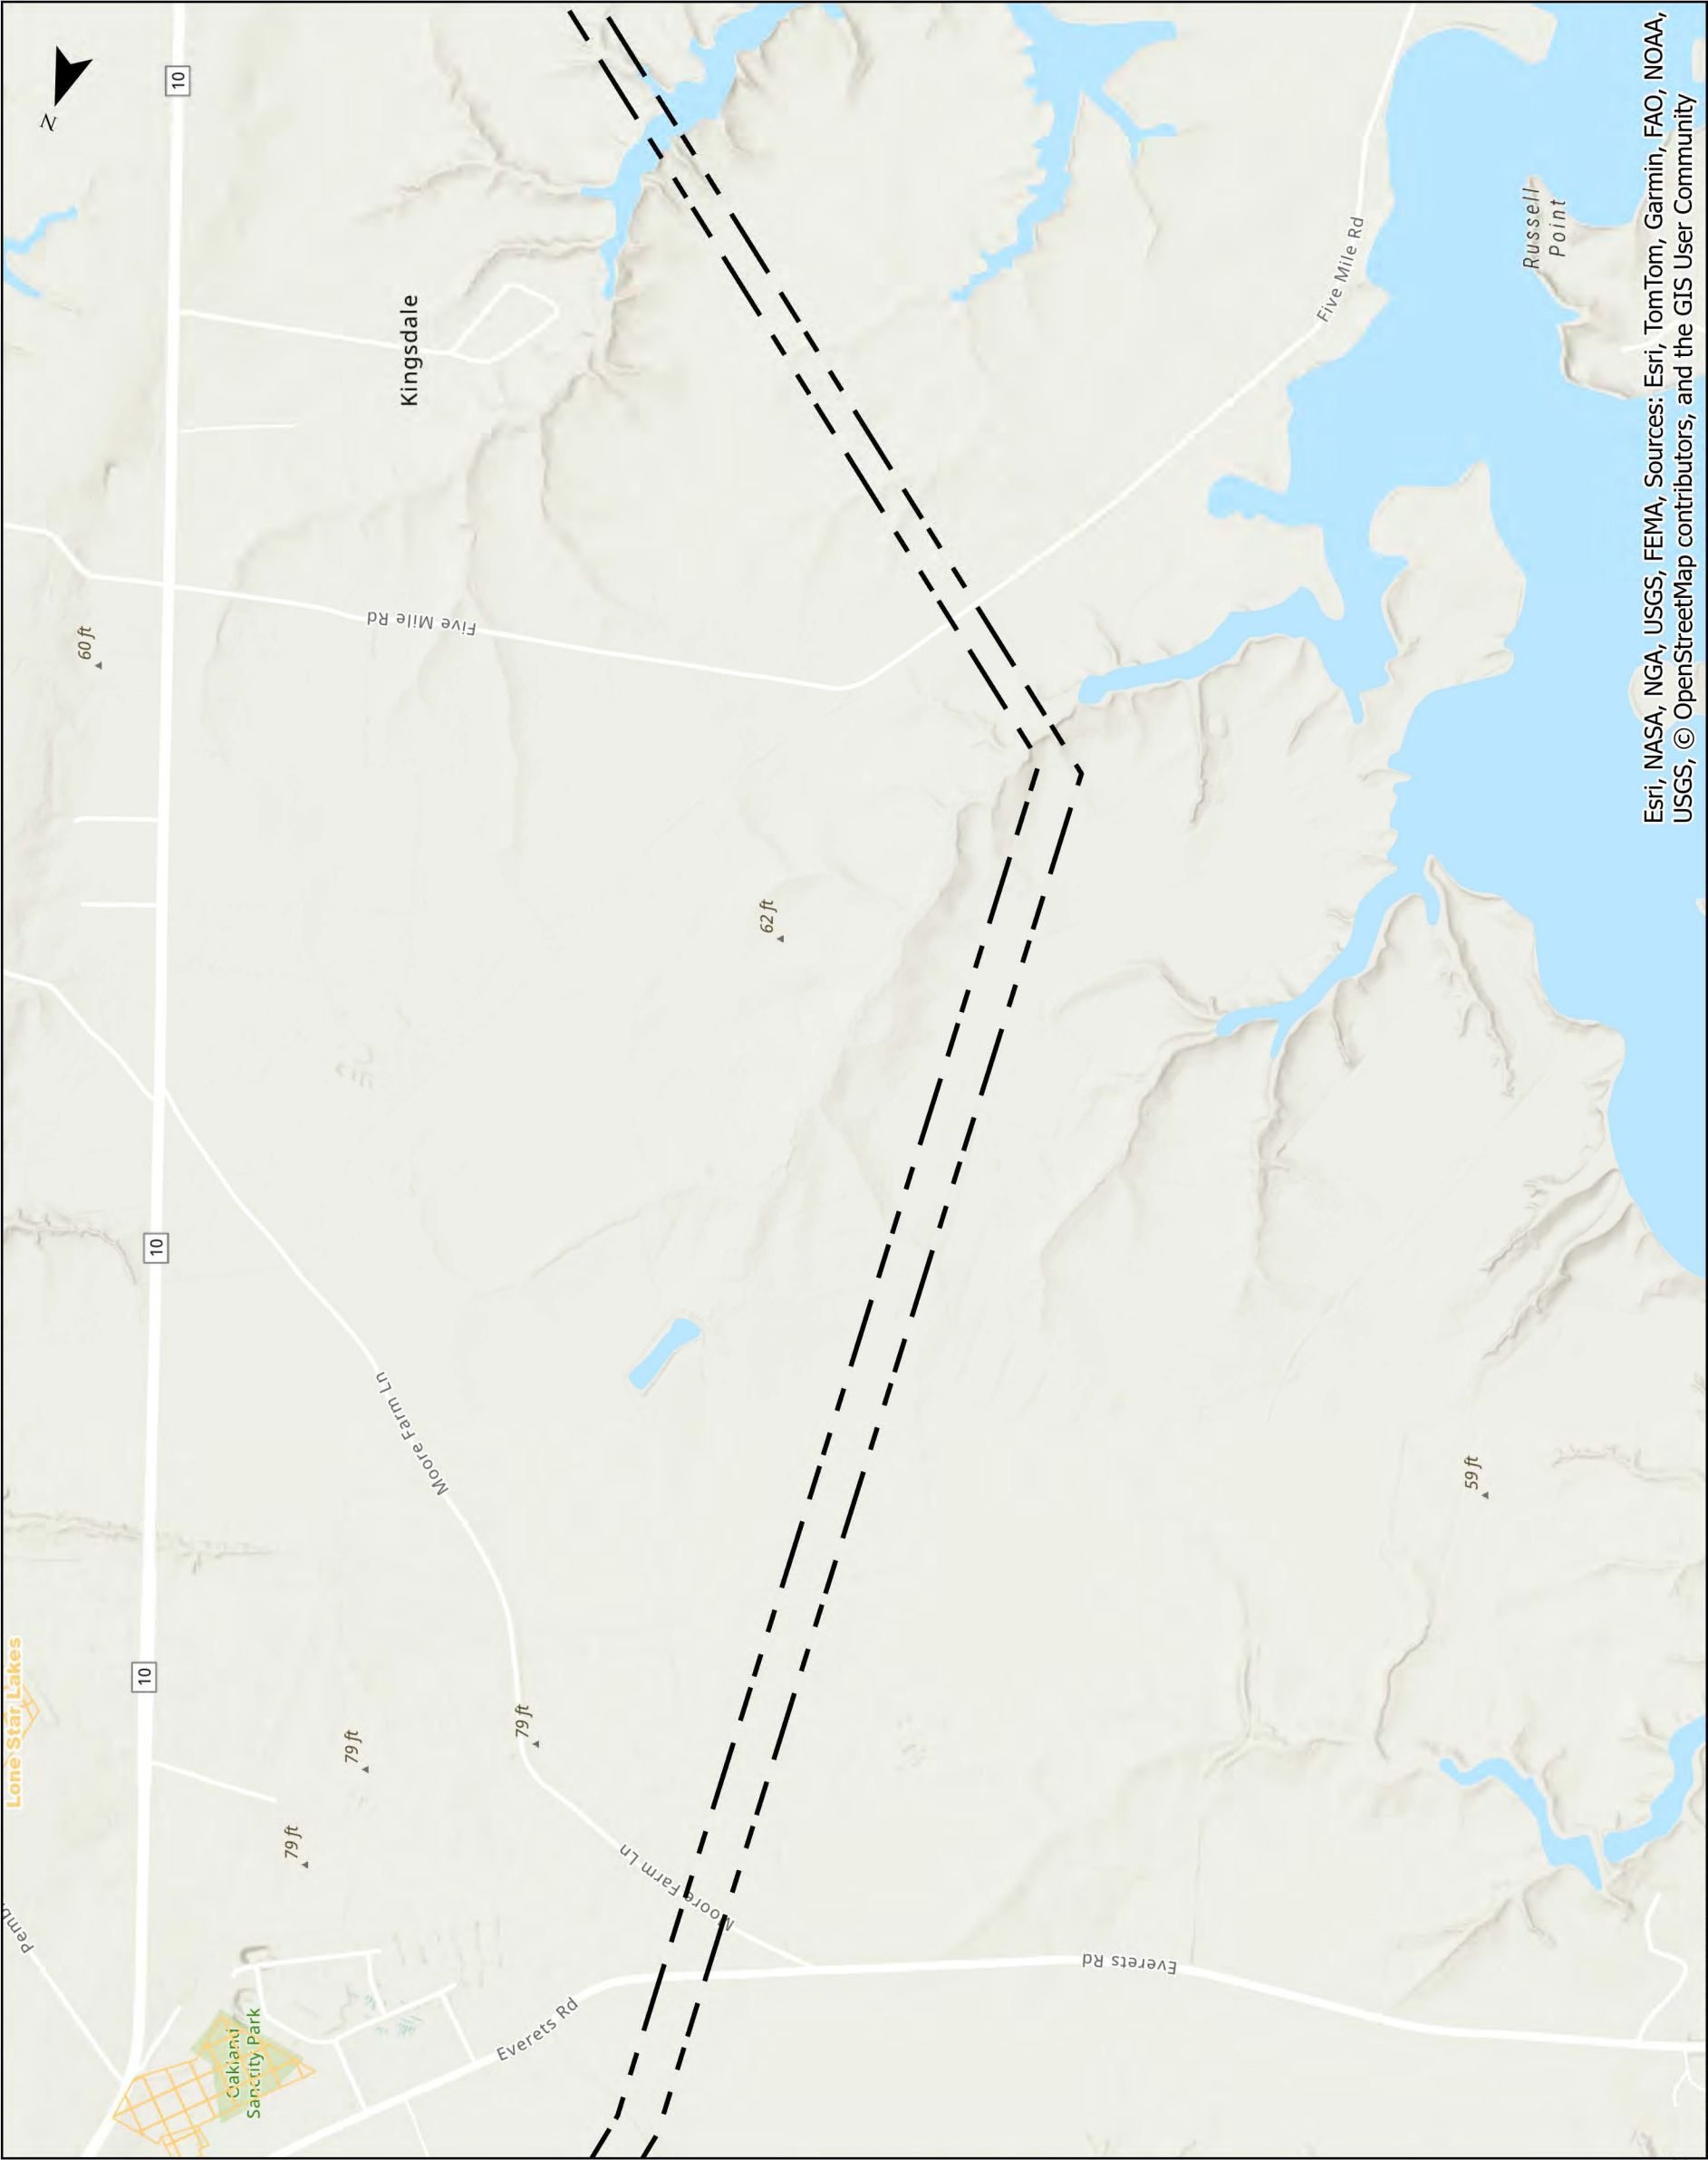 N
10
Kingsdale
Five Mile Rd
Russell
Point
Esri, NASA, NGA, USGS, FEMA, Sources: Esri, TomTom, Garmin, FAO, NOAA,
USGS, © OpenStreetMap contributors, and the GIS User Community
60 ft
Five Mile Rd
62 ft
10
Moore Farm Ln
59 ft
Lone Star Lakes
10
79 ft
79 ft
79 ft
Moore Farm Ln
Pemb
Everets Rd
Everets Rd
Oakland
Sanctity Park